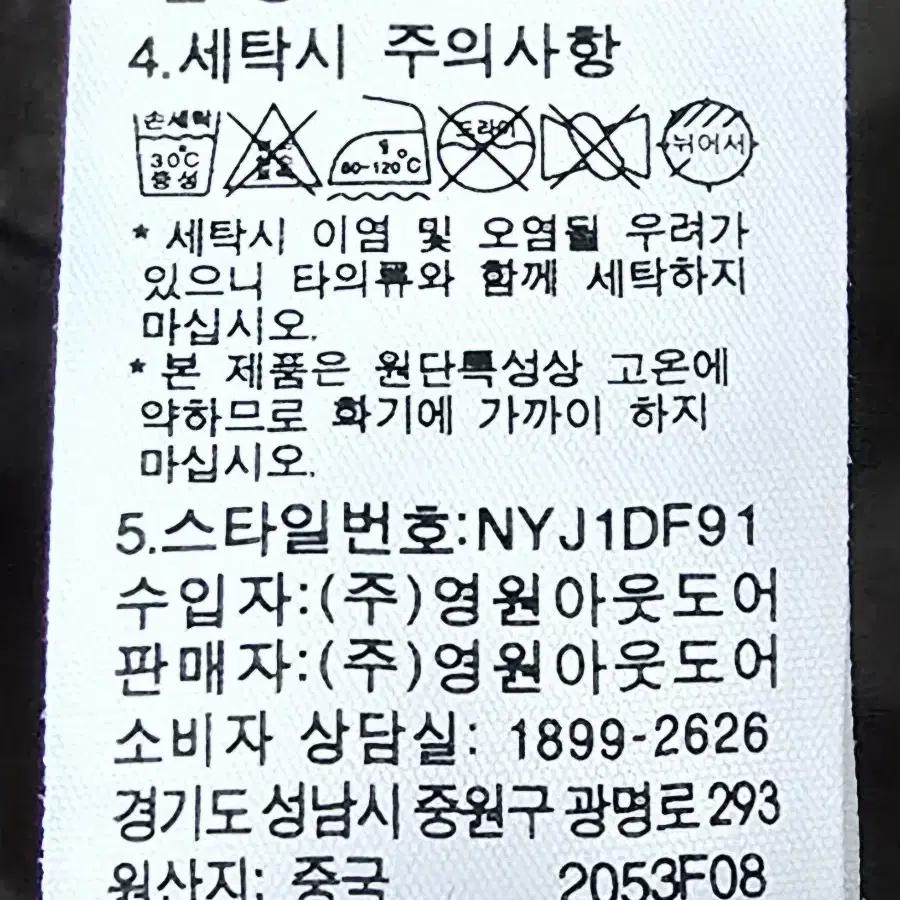 4.세탁시 주의사항
손세탁 30°C 중성 80-120°C 드라이 뉘어서
* 세탁시 이염 및 오염될 우려가
있으니 타의류와 함께 세탁하지
마십시오.
* 본 제품은 원단특성상 고온에
약하므로 화기에 가까이 하지
마십시오.
5.스타일번호:NYJ1DF91
수입자:(주)영원아웃도어
판매자:(주)영원아웃도어
소비자 상담실: 1899-2626
경기도 성남시 중원구 광명로 293
원산지: 중국 2053F08